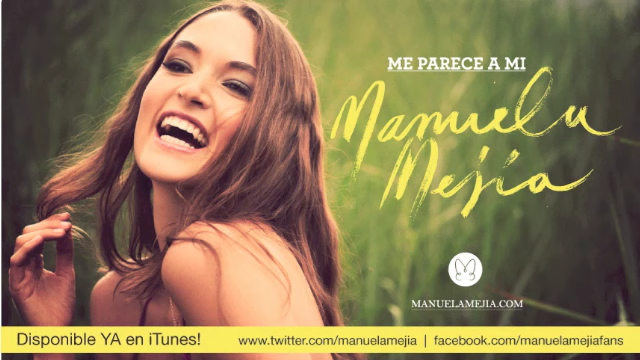 ME PARECE A MI
Manuela
Mejía
MANUELAMEJIA.COM
Disponible YA en iTunes!
www.twitter.com/manuelamejia | facebook.com/manuelamejiafans